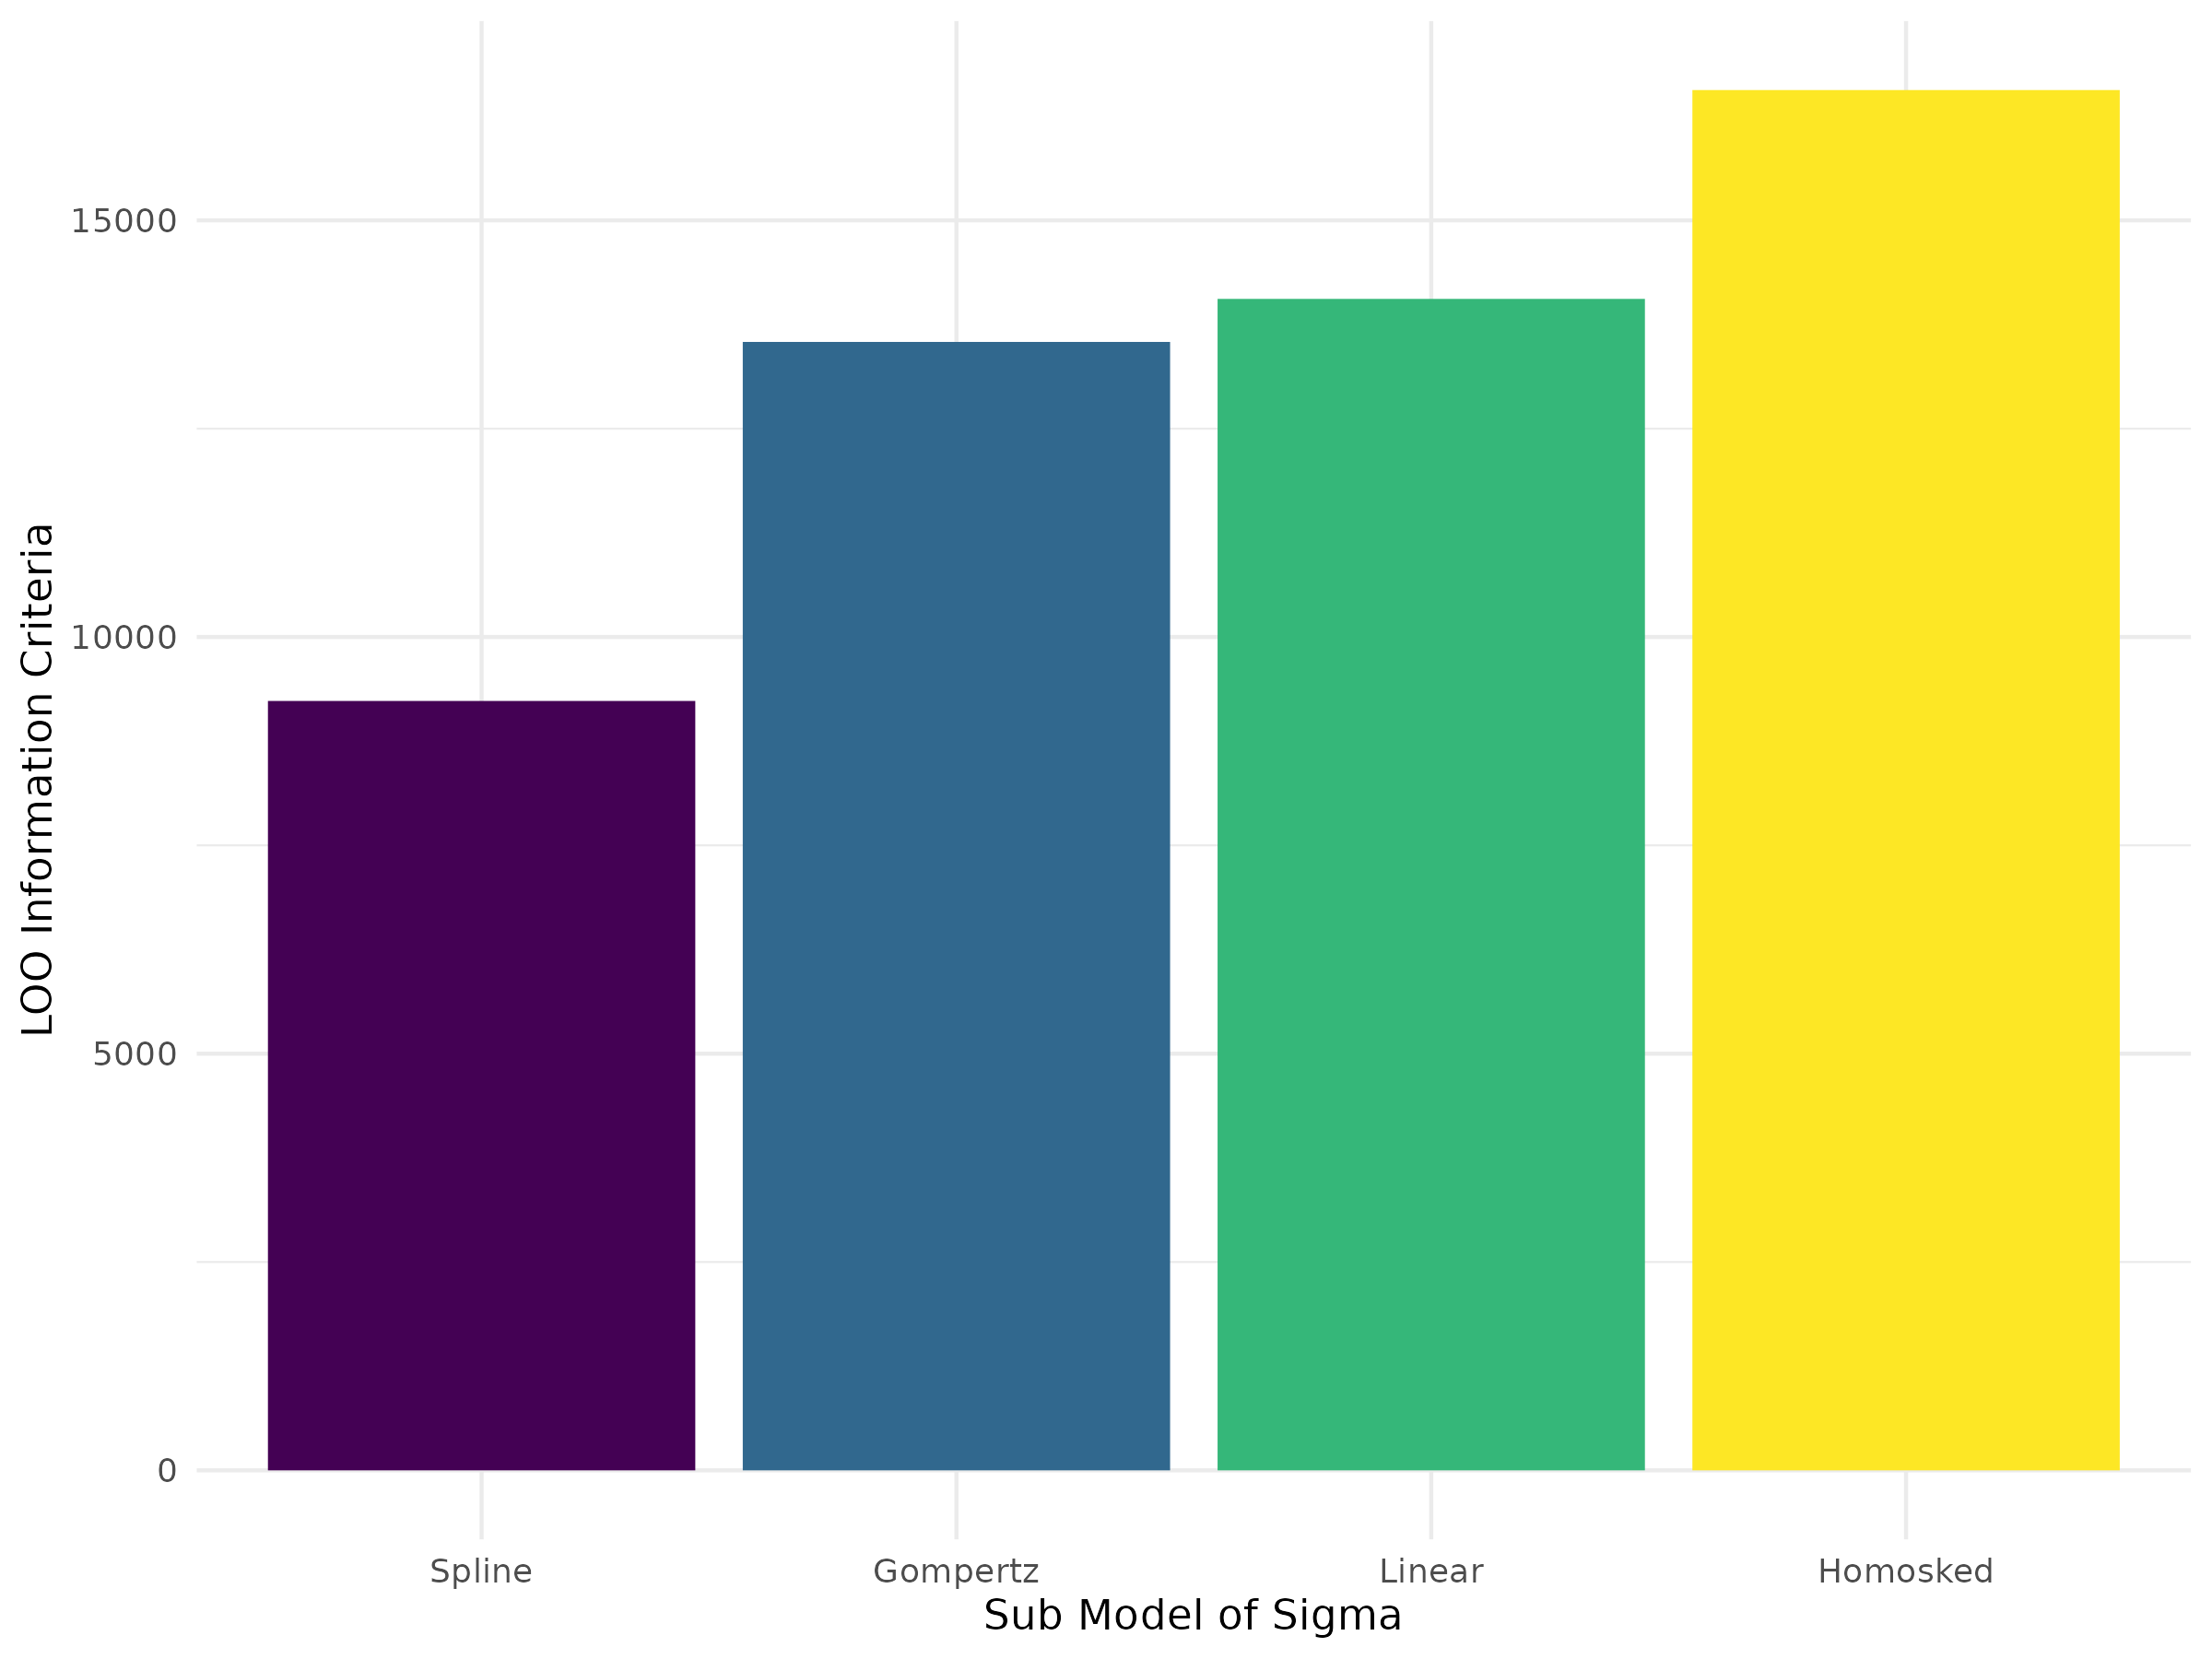 LOO Information Criteria
15000
10000
5000
0
Spline
Gompertz
Linear
Homosked
Sub Model of Sigma